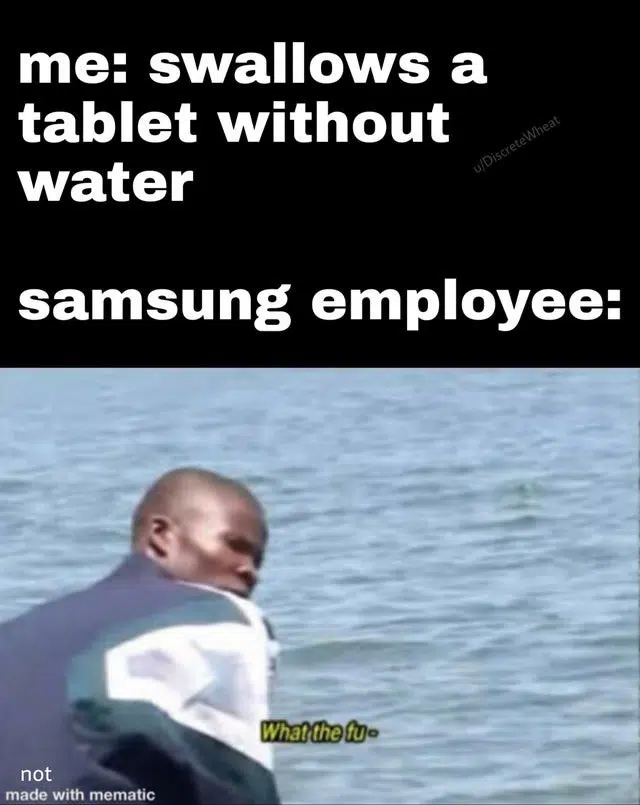 me: swallows a
tablet without
water
u/DiscreteWheat
samsung employee:
What the fu-
not
made with mematic